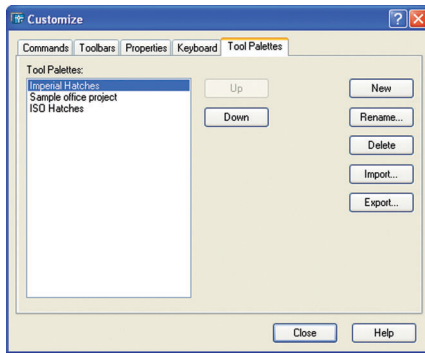 Customize
Commands Toolbars Properties Keyboard Tool Palettes
Tool Palettes:
Imperial Hatches
Sample office project
ISO Hatches
Up
Down
New
Rename...
Delete
Import...
Export...
Close Help